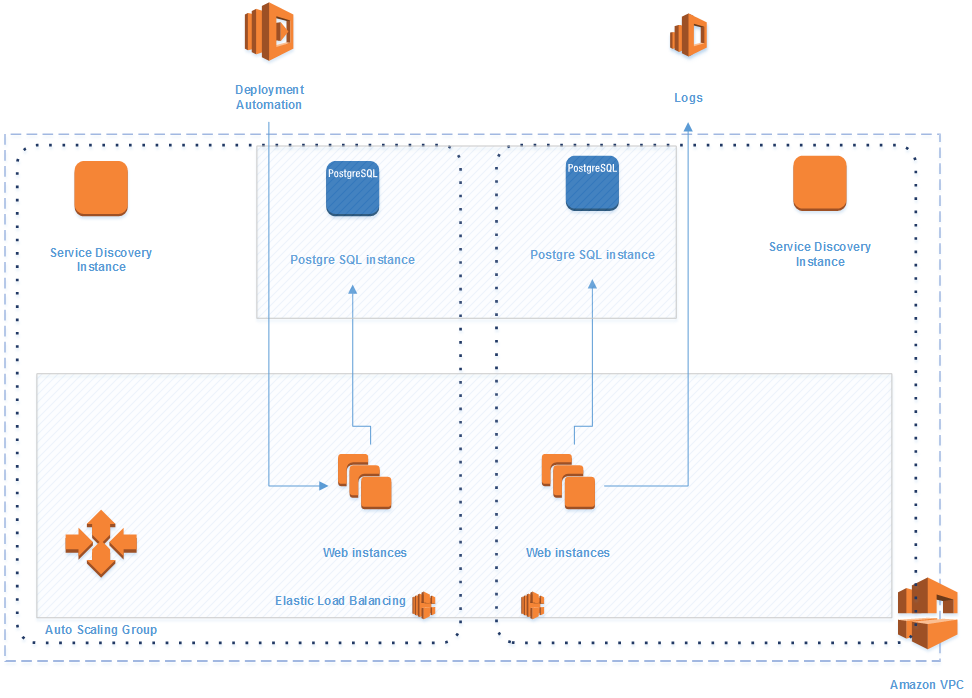 Deployment
Automation
Logs
PostgreSQL
PostgreSQL
Service Discovery
Instance
Postgre SQL instance
Postgre SQL instance
Service Discovery
Instance
Web instances
Web instances
Elastic Load Balancing
Auto Scaling Group
Amazon VPC